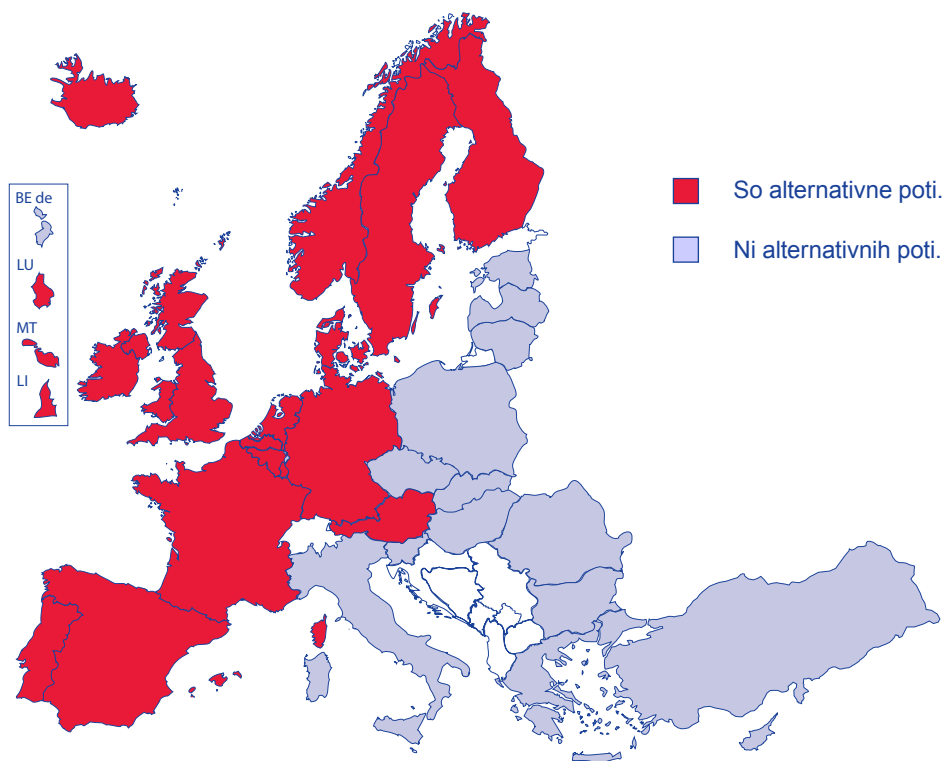 BE de
LU
MT
LI
So alternativne poti.
Ni alternativnih poti.